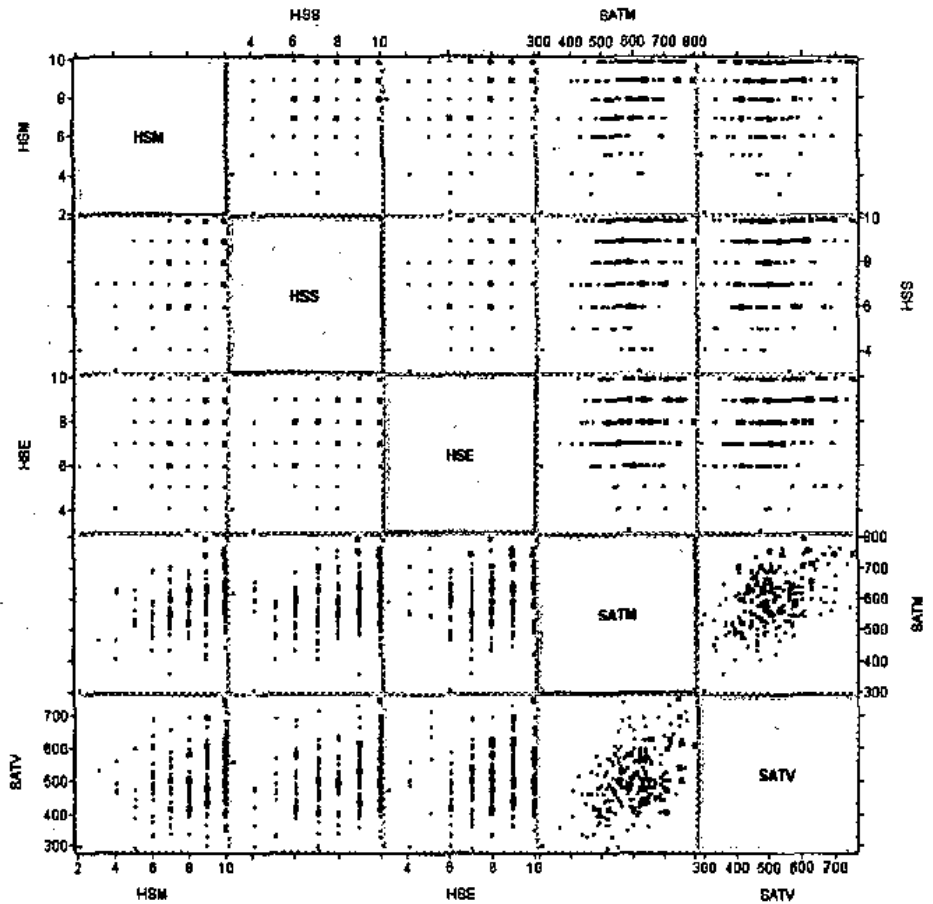 HSS SATM
4 6 8 10 300 400 500 600 700 800
HSM 10 8 6 4 2 HSM
HSS 10 8 6 4 HSS
HSE 10 8 6 4 HSE
SATM 800 700 600 500 400 300 SATM
SATV 700 600 500 400 300 SATV
2 4 6 8 10 4 6 8 10 300 400 500 600 700
HSM HSE SATV